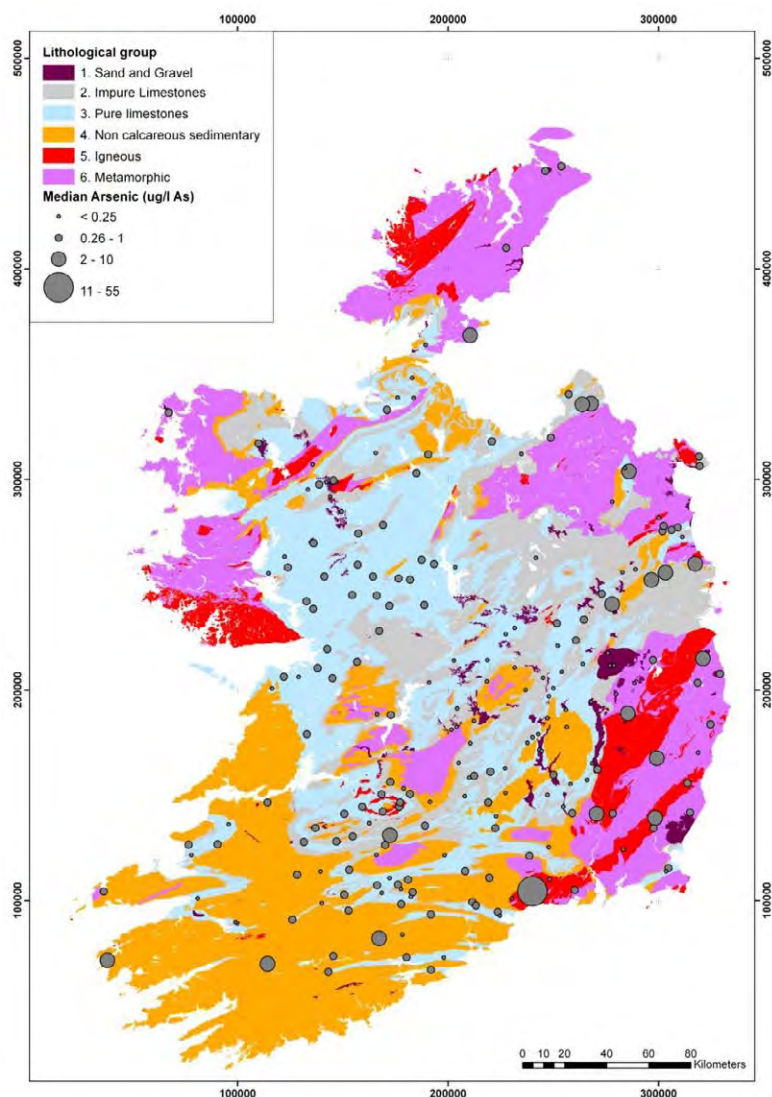 100000 200000 300000
500000
500000
Lithological group
1. Sand and Gravel
2. Impure Limestones
3. Pure limestones
4. Non calcareous sedimentary
5. Igneous
6. Metamorphic
Median Arsenic (ug/l As)
< 0.25
0.26 - 1
2 - 10
11 - 55
400000
400000
300000
300000
200000
200000
100000
100000
0 5 10 20 40 60 80
Kilometers
100000 200000 300000